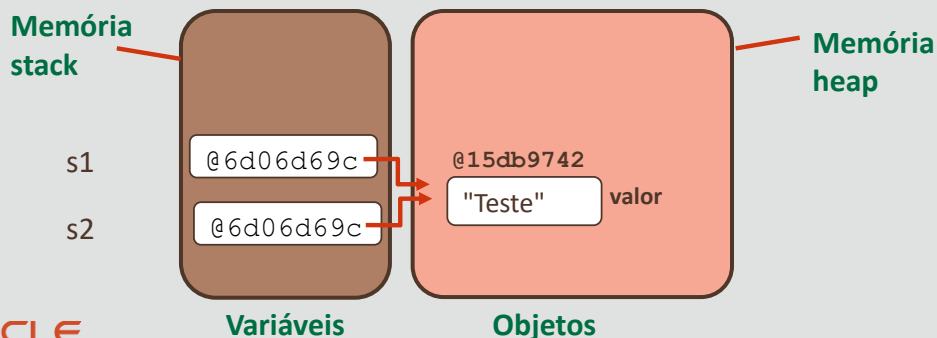 Memória
stack
Memória
heap
s1
@6d06d69c
@15db9742
"Teste"
valor
s2
@6d06d69c
Variáveis
Objetos